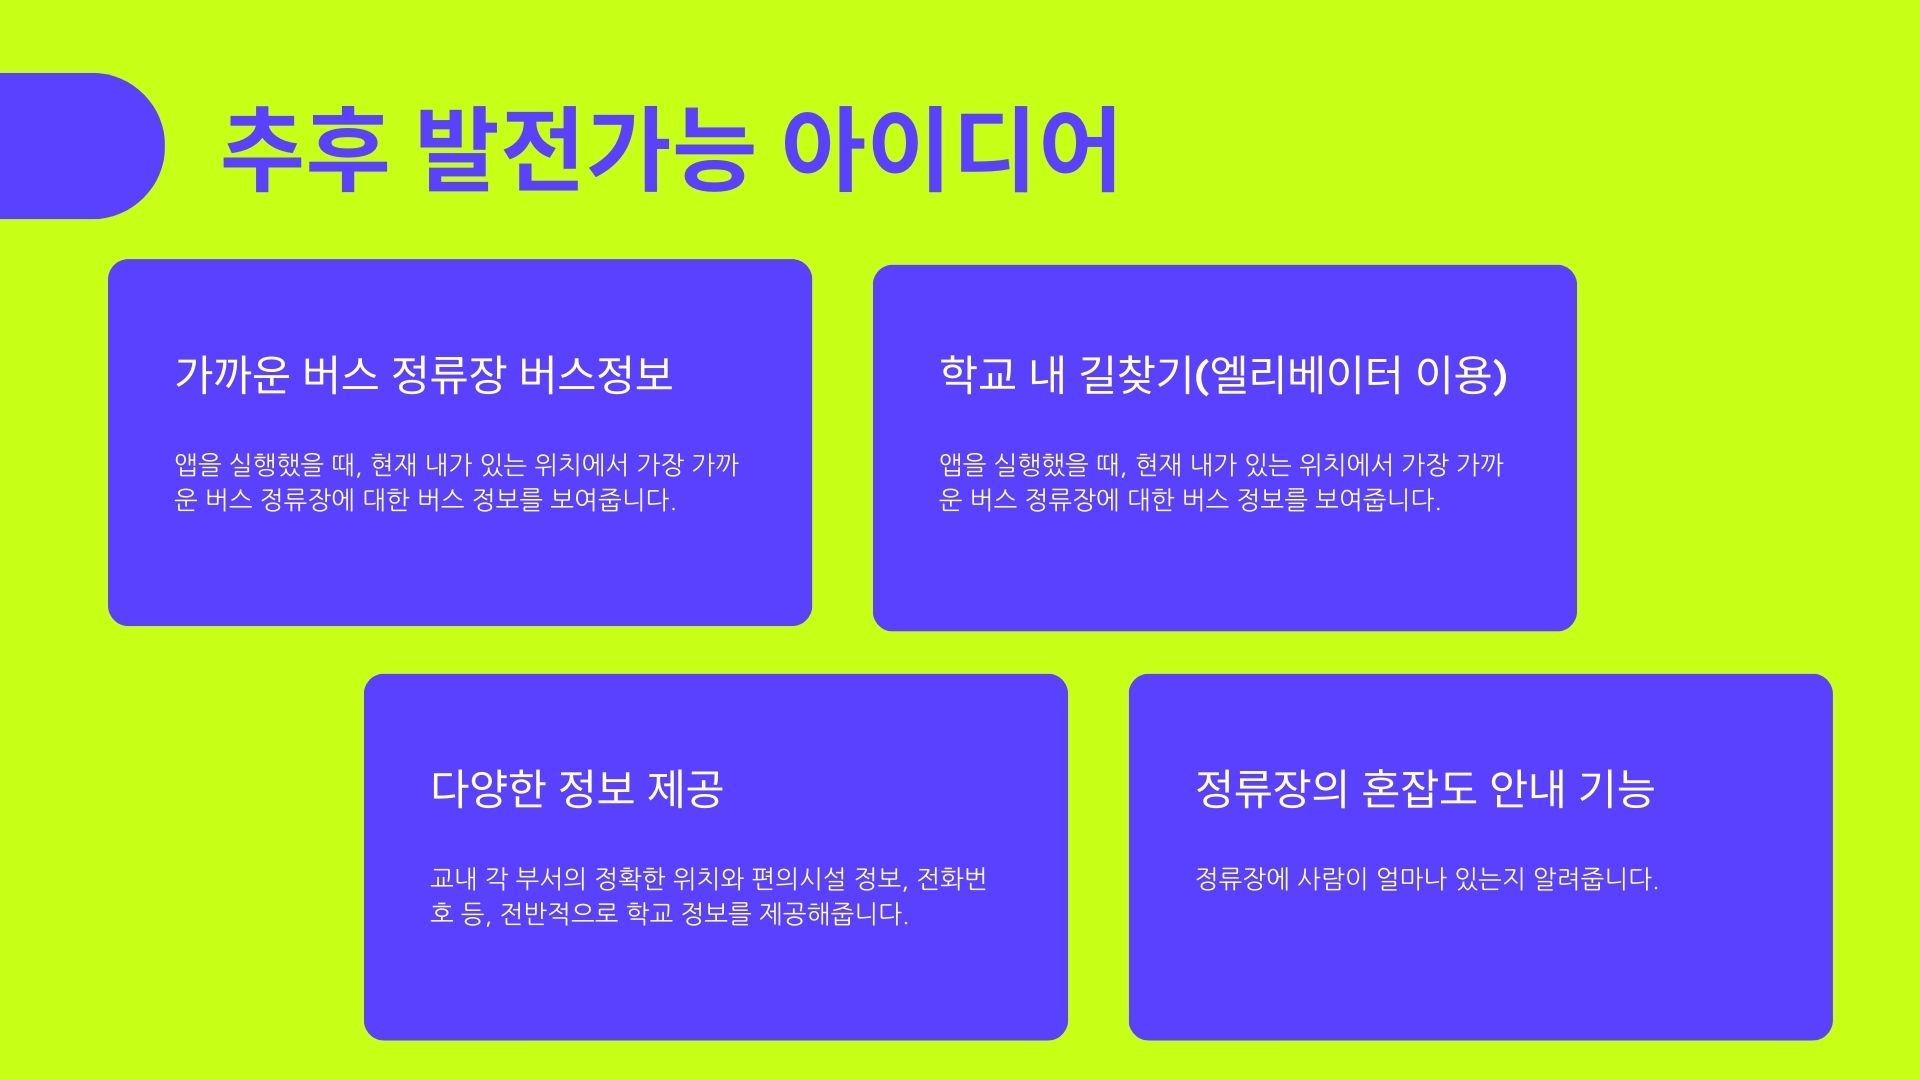 추후 발전가능 아이디어
가까운 버스 정류장 버스정보
앱을 실행했을 때, 현재 내가 있는 위치에서 가장 가까
운 버스 정류장에 대한 버스 정보를 보여줍니다.
학교 내 길찾기(엘리베이터 이용)
앱을 실행했을 때, 현재 내가 있는 위치에서 가장 가까
운 버스 정류장에 대한 버스 정보를 보여줍니다.
다양한 정보 제공
교내 각 부서의 정확한 위치와 편의시설 정보, 전화번
호 등, 전반적으로 학교 정보를 제공해줍니다.
정류장의 혼잡도 안내 기능
정류장에 사람이 얼마나 있는지 알려줍니다.